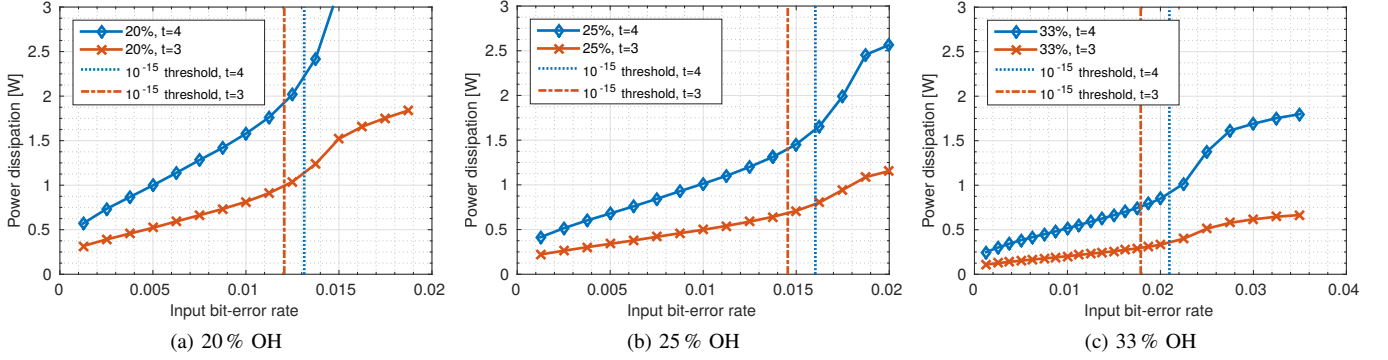 3
2.5
2
1.5
1
0.5
0
Power dissipation [W]
20%, t=4
20%, t=3
10-15 threshold, t=4
10-15 threshold, t=3
0 0.005 0.01 0.015 0.02
Input bit-error rate
(a) 20 % OH
3
2.5
2
1.5
1
0.5
0
Power dissipation [W]
25%, t=4
25%, t=3
10-15 threshold, t=4
10-15 threshold, t=3
0 0.005 0.01 0.015 0.02
Input bit-error rate
(b) 25 % OH
3
2.5
2
1.5
1
0.5
0
Power dissipation [W]
33%, t=4
33%, t=3
10-15 threshold, t=4
10-15 threshold, t=3
0 0.01 0.02 0.03 0.04
Input bit-error rate
(c) 33 % OH